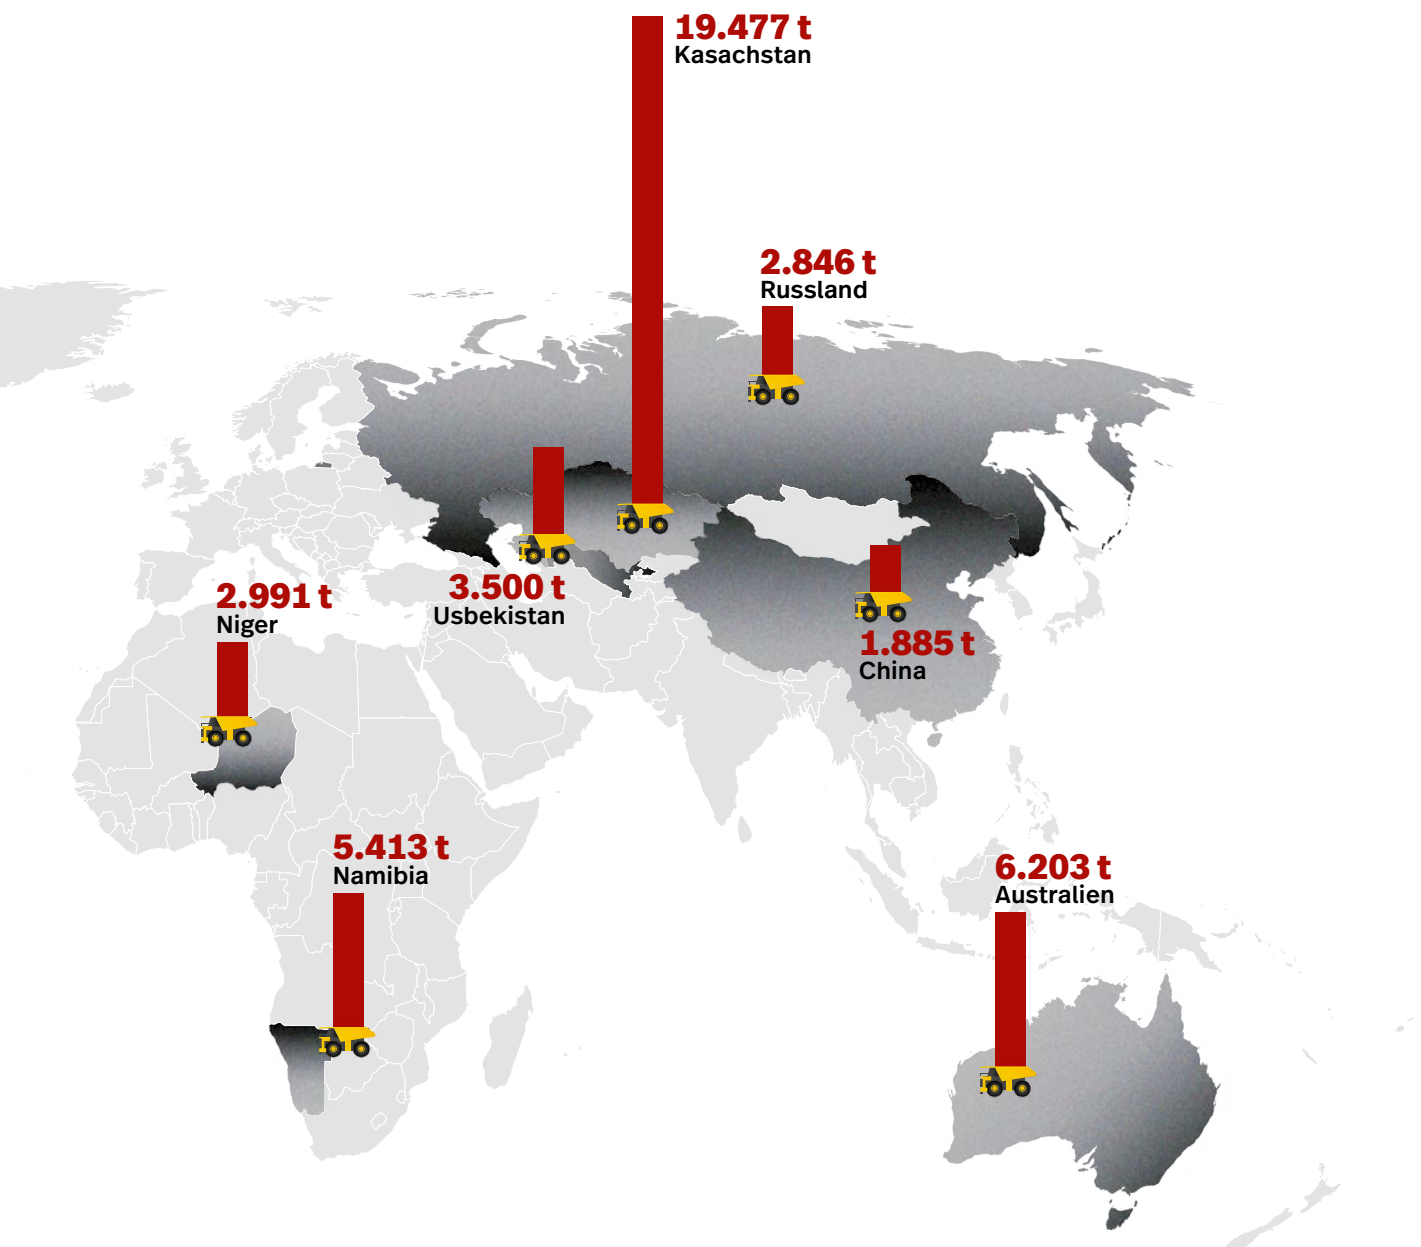 19.477 t
Kasachstan
2.846 t
Russland
3.500 t
Usbekistan
2.991 t
Niger
1.885 t
China
5.413 t
Namibia
6.203 t
Australien